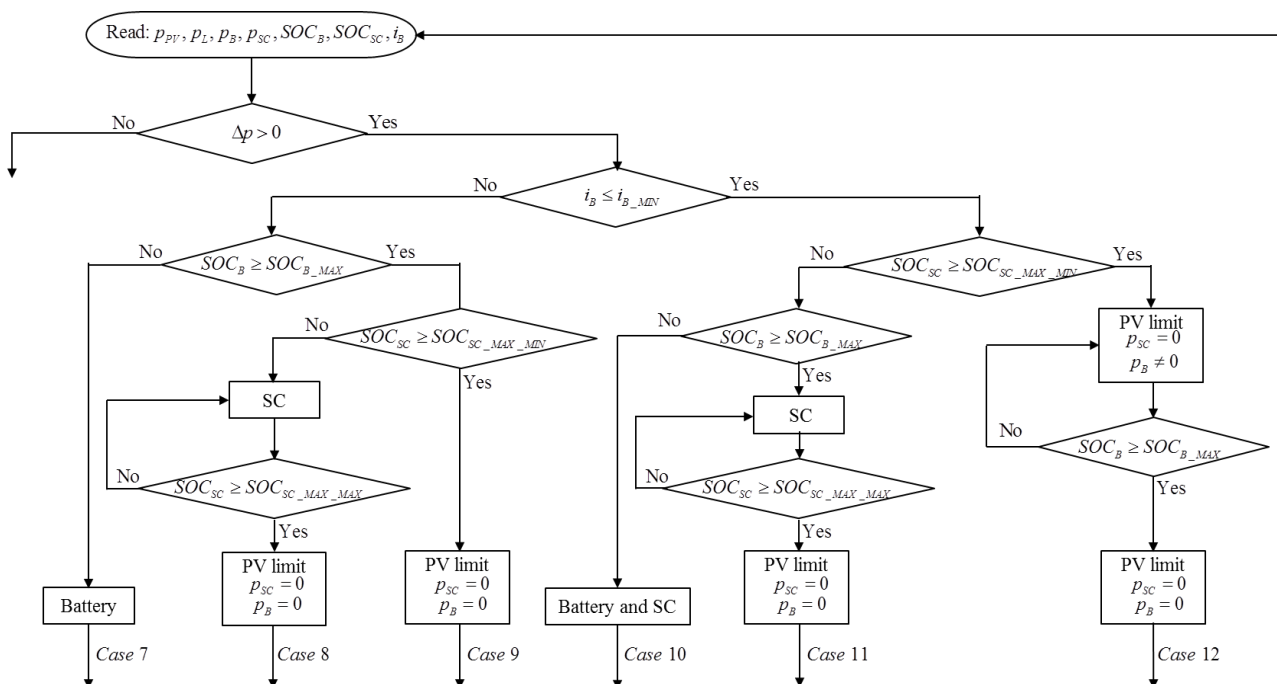 Read: p_PV, p_L, p_B, p_SC, SOC_B, SOC_SC, i_B
No
Δp > 0
Yes
No
i_B ≤ i_B_MIN
Yes
No
SOC_B ≥ SOC_B_MAX
Yes
No
SOC_SC ≥ SOC_SC_MAX_MIN
Yes
No
SOC_SC ≥ SOC_SC_MAX_MIN
Yes
No
SOC_B ≥ SOC_B_MAX
Yes
PV limit
p_SC = 0
p_B ≠ 0
SC
SC
No
SOC_B ≥ SOC_B_MAX
Yes
No
SOC_SC ≥ SOC_SC_MAX_MAX
Yes
No
SOC_SC ≥ SOC_SC_MAX_MAX
Yes
Battery
PV limit
p_SC = 0
p_B = 0
PV limit
p_SC = 0
p_B = 0
Battery and SC
PV limit
p_SC = 0
p_B = 0
PV limit
p_SC = 0
p_B = 0
Case 7
Case 8
Case 9
Case 10
Case 11
Case 12